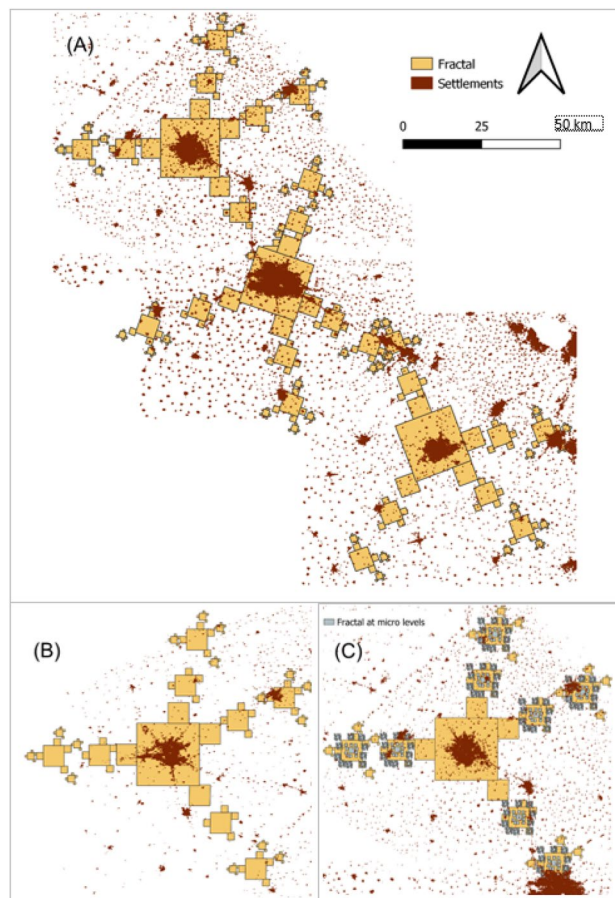 (A)
Fractal
Settlements
0 25 50 km
(B)
Fractal at micro levels
(C)